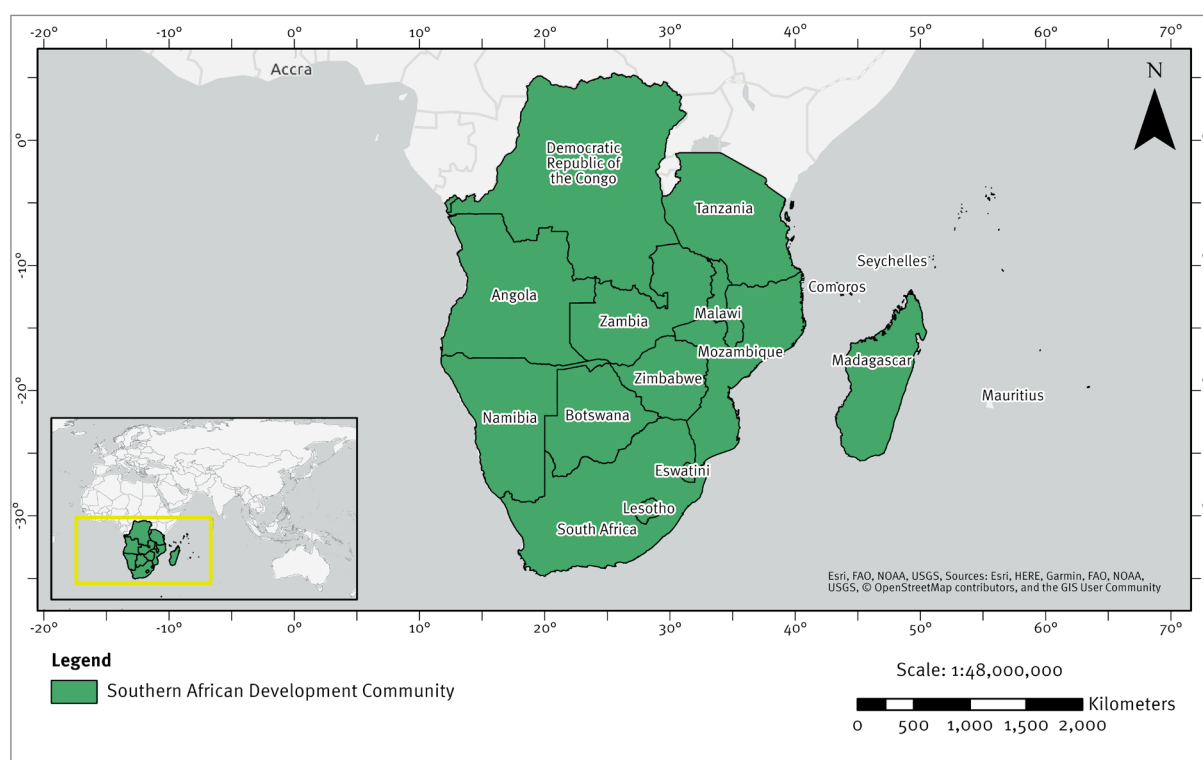 -20° -10° 0° 10° 20° 30° 40° 50° 60° 70°
Accra
N
0°
-10°
-20°
-30°
Democratic
Republic of
the Congo
Tanzania
Seychelles
Comoros
Angola
Malawi
Zambia
Mozambique
Madagascar
Zimbabwe
Mauritius
Namibia
Botswana
Eswatini
Lesotho
South Africa
Esri, FAO, NOAA, USGS, Sources: Esri, HERE, Garmin, FAO, NOAA,
USGS, © OpenStreetMap contributors, and the GIS User Community
-20° -10° 0° 10° 20° 30° 40° 50° 60° 70°
Legend
Southern African Development Community
Scale: 1:48,000,000
Kilometers
0 500 1,000 1,500 2,000